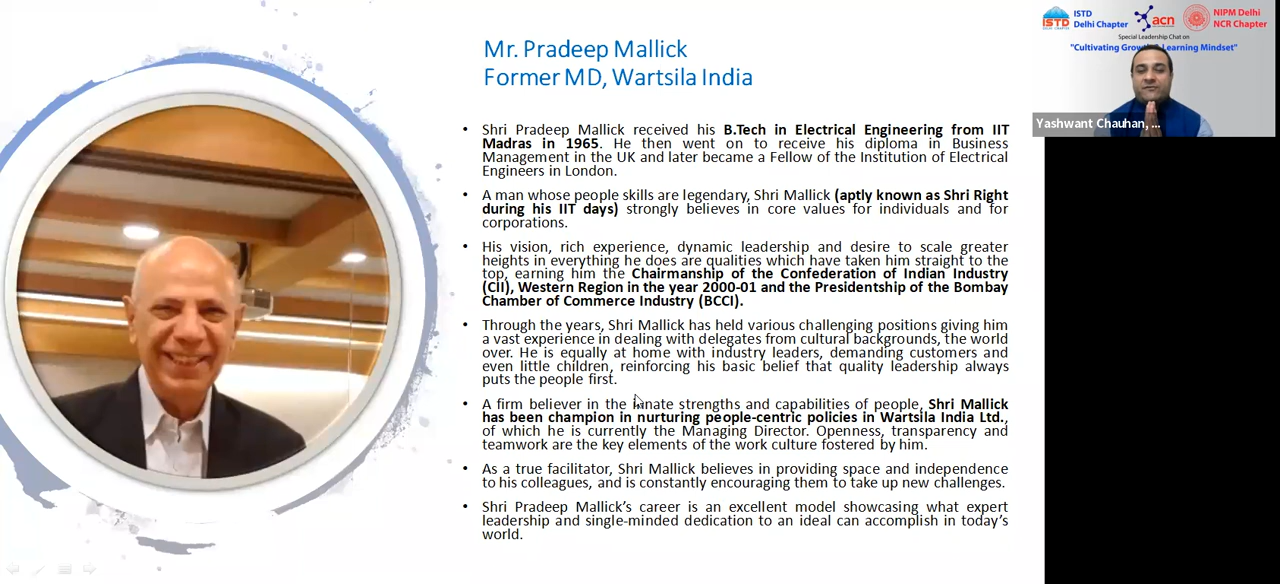 Mr. Pradeep Mallick
Former MD, Wartsila India
• Shri Pradeep Mallick received his B.Tech in Electrical Engineering from IIT
Madras in 1965. He then went on to receive his diploma in Business
Management in the UK and later became a Fellow of the Institution of Electrical
Engineers in London.
• A man whose people skills are legendary, Shri Mallick (aptly known as Shri Right
during his IIT days) strongly believes in core values for individuals and for
corporations.
• His vision, rich experience, dynamic leadership and desire to scale greater
heights in everything he does are qualities which have taken him straight to the
top, earning him the Chairmanship of the Confederation of Indian Industry
(CII), Western Region in the year 2000-01 and the Presidentship of the Bombay
Chamber of Commerce Industry (BCCI).
• Through the years, Shri Mallick has held various challenging positions giving him
a vast experience in dealing with delegates from cultural backgrounds, the world
over. He is equally at home with industry leaders, demanding customers and
even little children, reinforcing his basic belief that quality leadership always
puts the people first.
• A firm believer in the innate strengths and capabilities of people, Shri Mallick
has been champion in nurturing people-centric policies in Wartsila India Ltd.,
of which he is currently the Managing Director. Openness, transparency and
teamwork are the key elements of the work culture fostered by him.
• As a true facilitator, Shri Mallick believes in providing space and independence
to his colleagues, and is constantly encouraging them to take up new challenges.
• Shri Pradeep Mallick's career is an excellent model showcasing what expert
leadership and single-minded dedication to an ideal can accomplish in today's
world.
ISTD
ISTD
Delhi Chapter
acn
NIPM Delhi
NCR Chapter
Special Leadership Chat on
"Cultivating Learning Mindset"
Yashwant Chauhan, ...